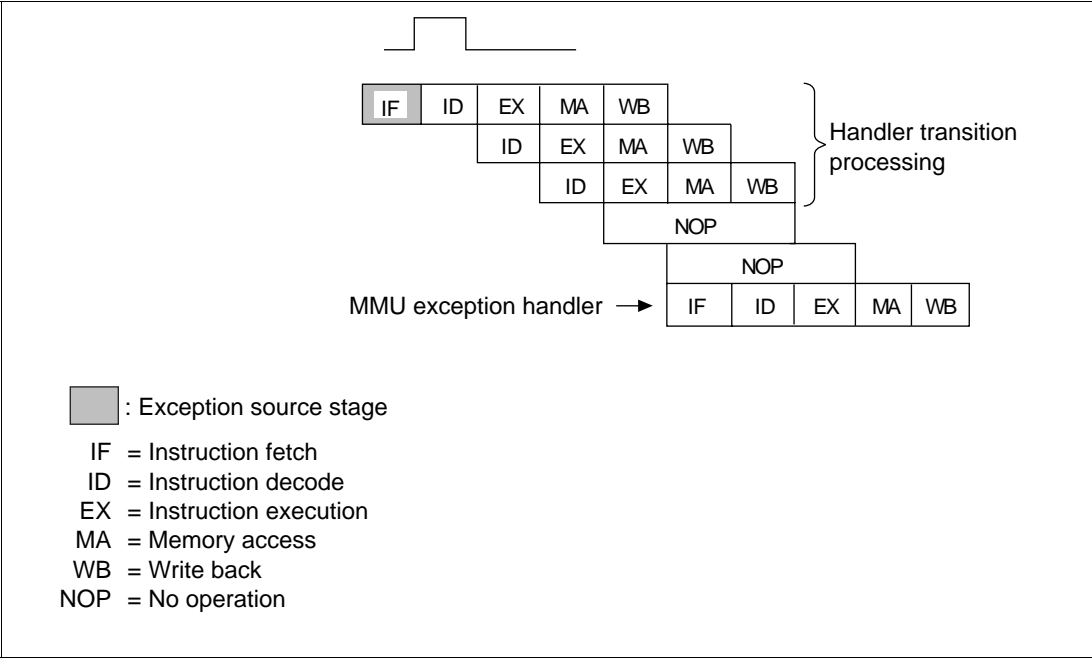 IF ID EX MA WB
ID EX MA WB
ID EX MA WB
Handler transition
processing
NOP
NOP
MMU exception handler
IF ID EX MA WB
: Exception source stage
IF = Instruction fetch
ID = Instruction decode
EX = Instruction execution
MA = Memory access
WB = Write back
NOP = No operation